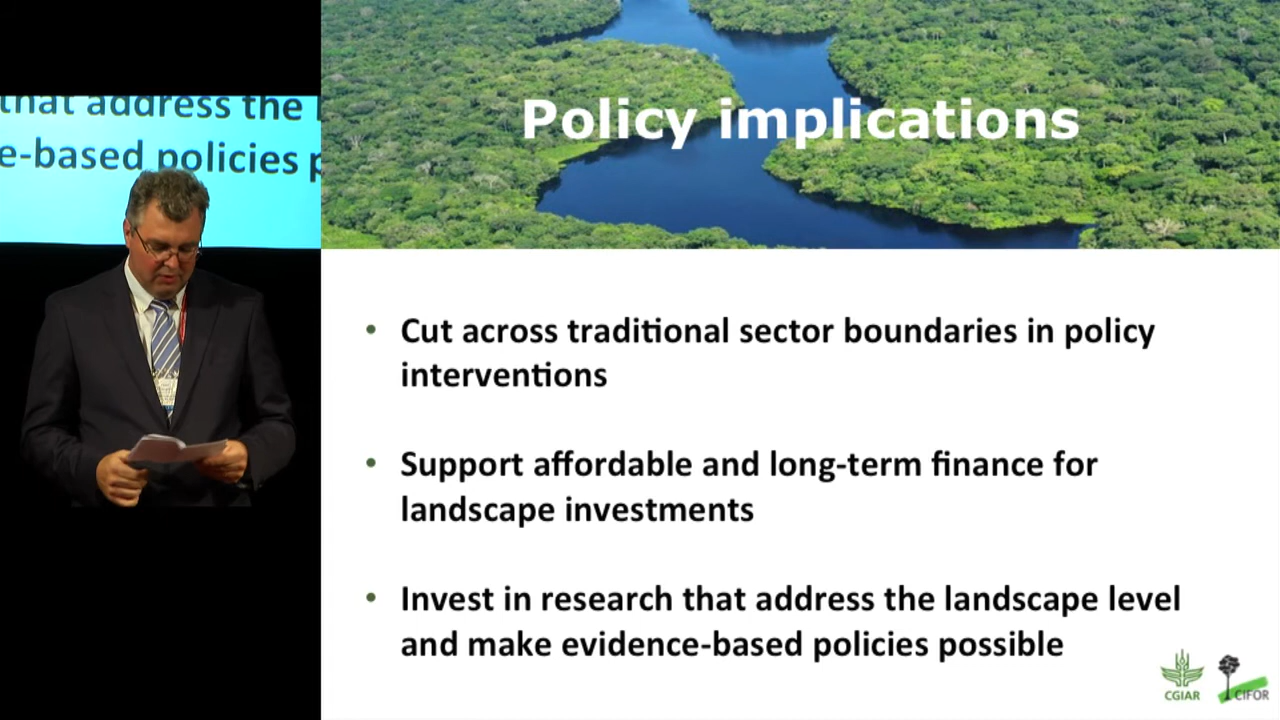 that address the
e-based policies p
Policy implications
• Cut across traditional sector boundaries in policy
interventions
• Support affordable and long-term finance for
landscape investments
• Invest in research that address the landscape level
and make evidence-based policies possible
CGIAR
CIFOR